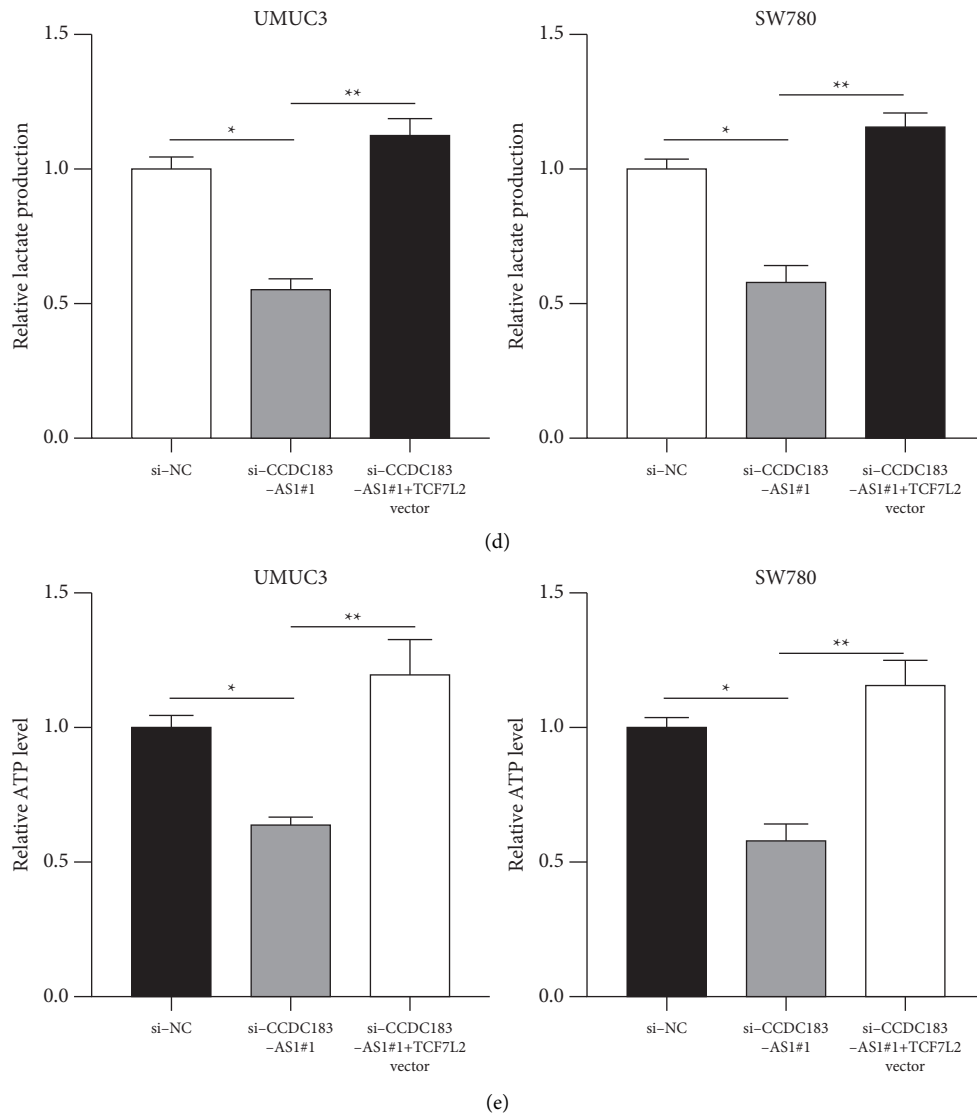 UMUC3
1.5
1.0
0.5
0.0
Relative lactate production
*
**
si–NC
si–CCDC183
–AS1#1
si–CCDC183
–AS1#1+TCF7L2
vector
SW780
1.5
1.0
0.5
0.0
Relative lactate production
*
**
si–NC
si–CCDC183
–AS1#1
si–CCDC183
–AS1#1+TCF7L2
vector
(d)
UMUC3
1.5
1.0
0.5
0.0
Relative ATP level
*
**
si–NC
si–CCDC183
–AS1#1
si–CCDC183
–AS1#1+TCF7L2
vector
SW780
1.5
1.0
0.5
0.0
Relative ATP level
*
**
si–NC
si–CCDC183
–AS1#1
si–CCDC183
–AS1#1+TCF7L2
vector
(e)